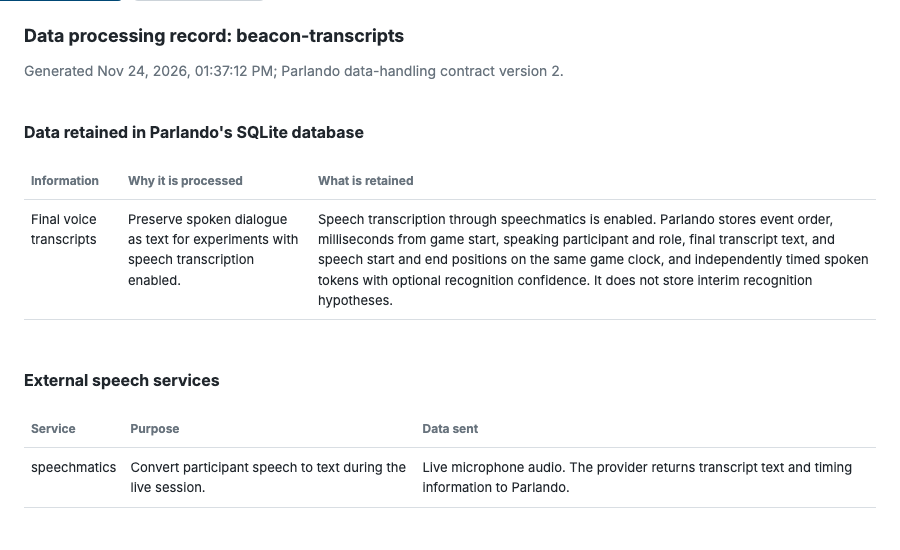 Data processing record: beacon-transcripts
Generated Nov 24, 2026, 01:37:12 PM; Parlando data-handling contract version 2.
Data retained in Parlando's SQLite database
Information Why it is processed What is retained
Final voice transcripts
Preserve spoken dialogue
as text for experiments with
speech transcription
enabled.
Speech transcription through speechmatics is enabled. Parlando stores event order,
milliseconds from game start, speaking participant and role, final transcript text, and
speech start and end positions on the same game clock, and independently timed spoken
tokens with optional recognition confidence. It does not store interim recognition
hypotheses.
External speech services
Service Purpose Data sent
speechmatics
Convert participant speech to text during the
live session.
Live microphone audio. The provider returns transcript text and timing
information to Parlando.